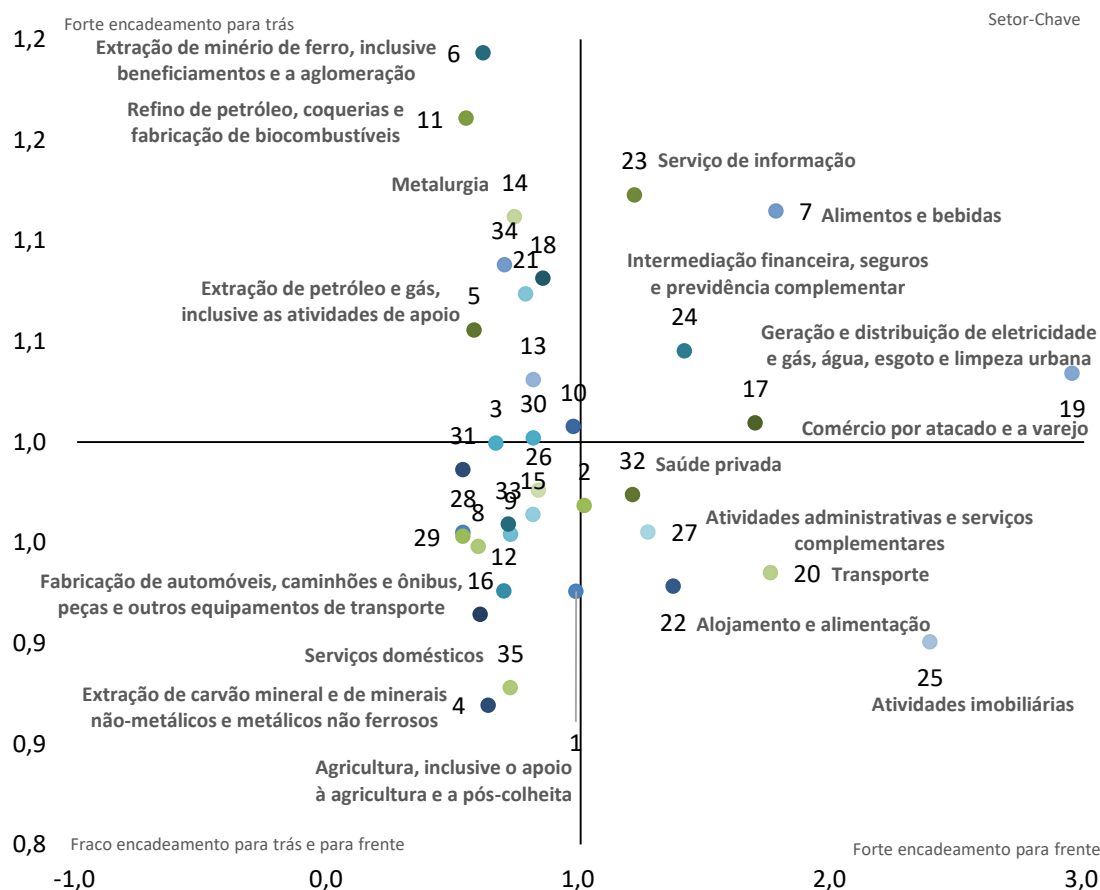 Forte encadeamento para trás
Setor-Chave
1,2
Extração de minério de ferro, inclusive
beneficiamentos e a aglomeração
6
Refino de petróleo, coquerias e
fabricação de biocombustíveis
11
1,2
23 Serviço de informação
Metalurgia 14
7 Alimentos e bebidas
34
1,1
18
21
Intermediação financeira, seguros
e previdência complementar
Extração de petróleo e gás,
inclusive as atividades de apoio
5
24
Geração e distribuição de eletricidade
e gás, água, esgoto e limpeza urbana
1,1
13
17
10
3
30
19
Comércio por atacado e a varejo
1,0
31
26
2
32 Saúde privada
15
33
28
9
8
27 Atividades administrativas e serviços
complementares
29
1,0
12
20 Transporte
Fabricação de automóveis, caminhões e ônibus,
peças e outros equipamentos de transporte
16
22 Alojamento e alimentação
0,9
Serviços domésticos 35
25
Atividades imobiliárias
Extração de carvão mineral e de minerais
não-metálicos e metálicos não ferrosos
4
0,9
1
Agricultura, inclusive o apoio
à agricultura e a pós-colheita
0,8
Fraco encadeamento para trás e para frente
Forte encadeamento para frente
-1,0 0,0 1,0 2,0 3,0